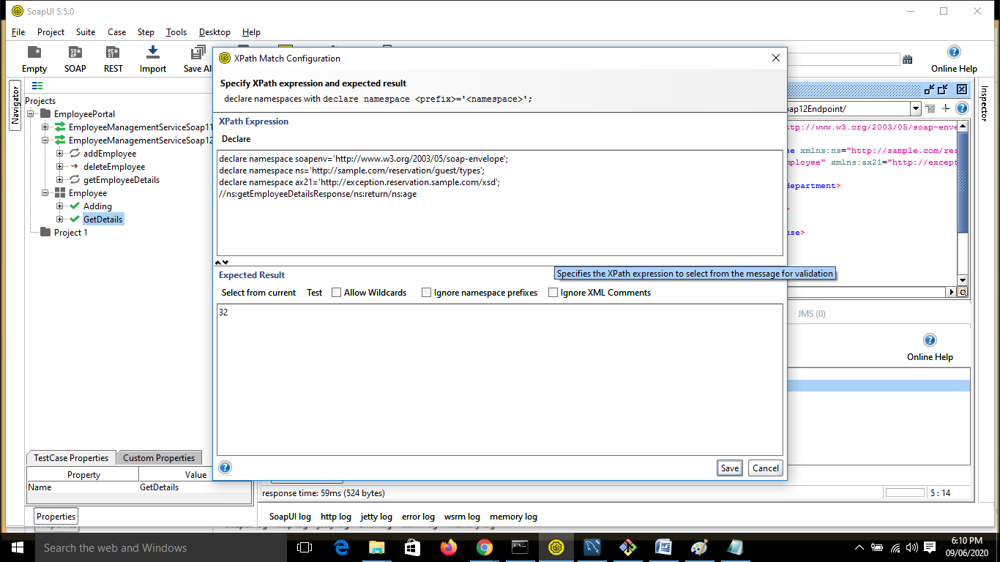 SoapUI 5.5.0
File Project Suite Case Step Tools Desktop Help
Empty SOAP REST Import Save Al Online Help
SO AP
RE ST
XPath Match Configuration
Specify XPath expression and expected result
declare namespaces with declare namespace <prefix>='<namespace>';
XPath Expression
Declare
declare namespace soapenv='http://www.w3.org/2003/05/soap-envelope';
declare namespace ns='http://sample.com/reservation/guest/types';
declare namespace ax21='http://exception.reservation.sample.com/xsd';
//ns:getEmployeeDetailsResponse/ns:return/ns:age
Specifies the XPath expression to select from the message for validation
Expected Result
Select from current Test Allow Wildcards Ignore namespace prefixes Ignore XML Comments
32
Save Cancel
Navigator
Projects
EmployeePortal
EmployeeManagementServiceSoap11
EmployeeManagementServiceSoap12
addEmployee
deleteEmployee
getEmployeeDetails
Employee
Adding
GetDetails
Project 1
Inspector
oap12Endpoint/
ttp://www.w3.org/2003/05/soap-enve
se xmlns:ns="http://sample.com/res
mployee" xmlns:ax21="http://except
department>
>
nse>
JMS (0)
Online Help
TestCase Properties Custom Properties
Property Value
Name GetDetails
Properties
response time: 59ms (524 bytes) 5 : 14
SoapUI log http log jetty log error log wsrm log memory log
Search the web and Windows
6:10 PM
09/06/2020